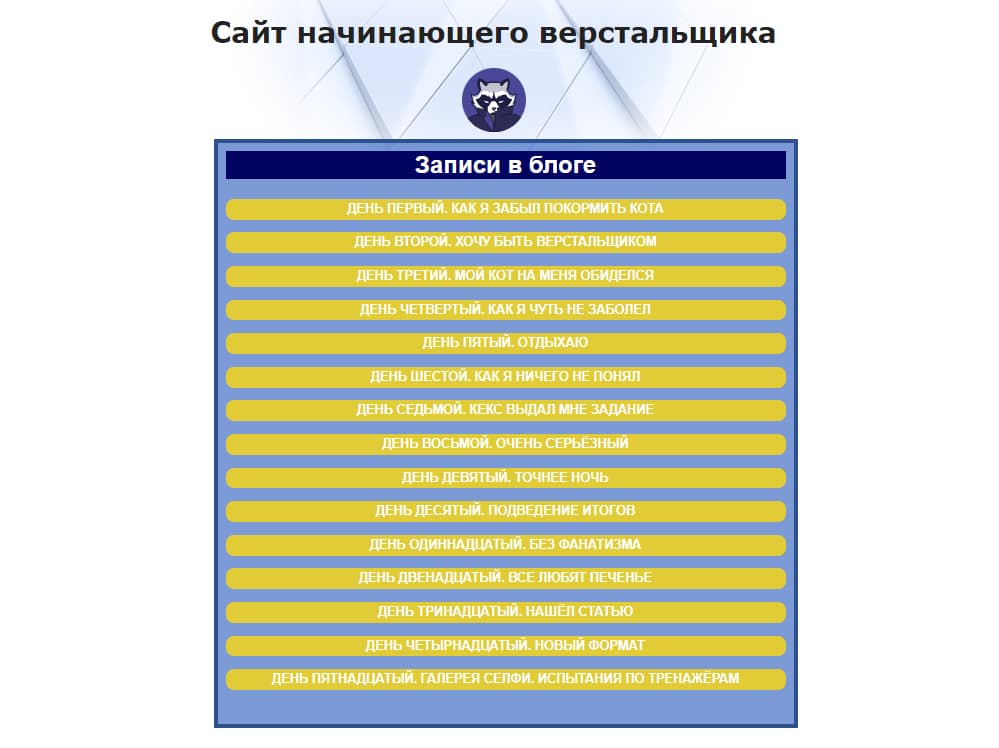 Сайт начинающего верстальщика
Записи в блоге
ДЕНЬ ПЕРВЫЙ. КАК Я ЗАБЫЛ ПОКОРМИТЬ КОТА
ДЕНЬ ВТОРОЙ. ХОЧУ БЫТЬ ВЕРСТАЛЬЩИКОМ
ДЕНЬ ТРЕТИЙ. МОЙ КОТ НА МЕНЯ ОБИДЕЛСЯ
ДЕНЬ ЧЕТВЕРТЫЙ. КАК Я ЧУТЬ НЕ ЗАБОЛЕЛ
ДЕНЬ ПЯТЫЙ. ОТДЫХАЮ
ДЕНЬ ШЕСТОЙ. КАК Я НИЧЕГО НЕ ПОНЯЛ
ДЕНЬ СЕДЬМОЙ. КЕКС ВЫДАЛ МНЕ ЗАДАНИЕ
ДЕНЬ ВОСЬМОЙ. ОЧЕНЬ СЕРЬЁЗНЫЙ
ДЕНЬ ДЕВЯТЫЙ. ТОЧНЕЕ НОЧЬ
ДЕНЬ ДЕСЯТЫЙ. ПОДВЕДЕНИЕ ИТОГОВ
ДЕНЬ ОДИННАДЦАТЫЙ. БЕЗ ФАНАТИЗМА
ДЕНЬ ДВЕНАДЦАТЫЙ. ВСЕ ЛЮБЯТ ПЕЧЕНЬЕ
ДЕНЬ ТРИНАДЦАТЫЙ. НАШЁЛ СТАТЬЮ
ДЕНЬ ЧЕТЫРНАДЦАТЫЙ. НОВЫЙ ФОРМАТ
ДЕНЬ ПЯТНАДЦАТЫЙ. ГАЛЕРЕЯ СЕЛФИ. ИСПЫТАНИЯ ПО ТРЕНАЖЁРАМ